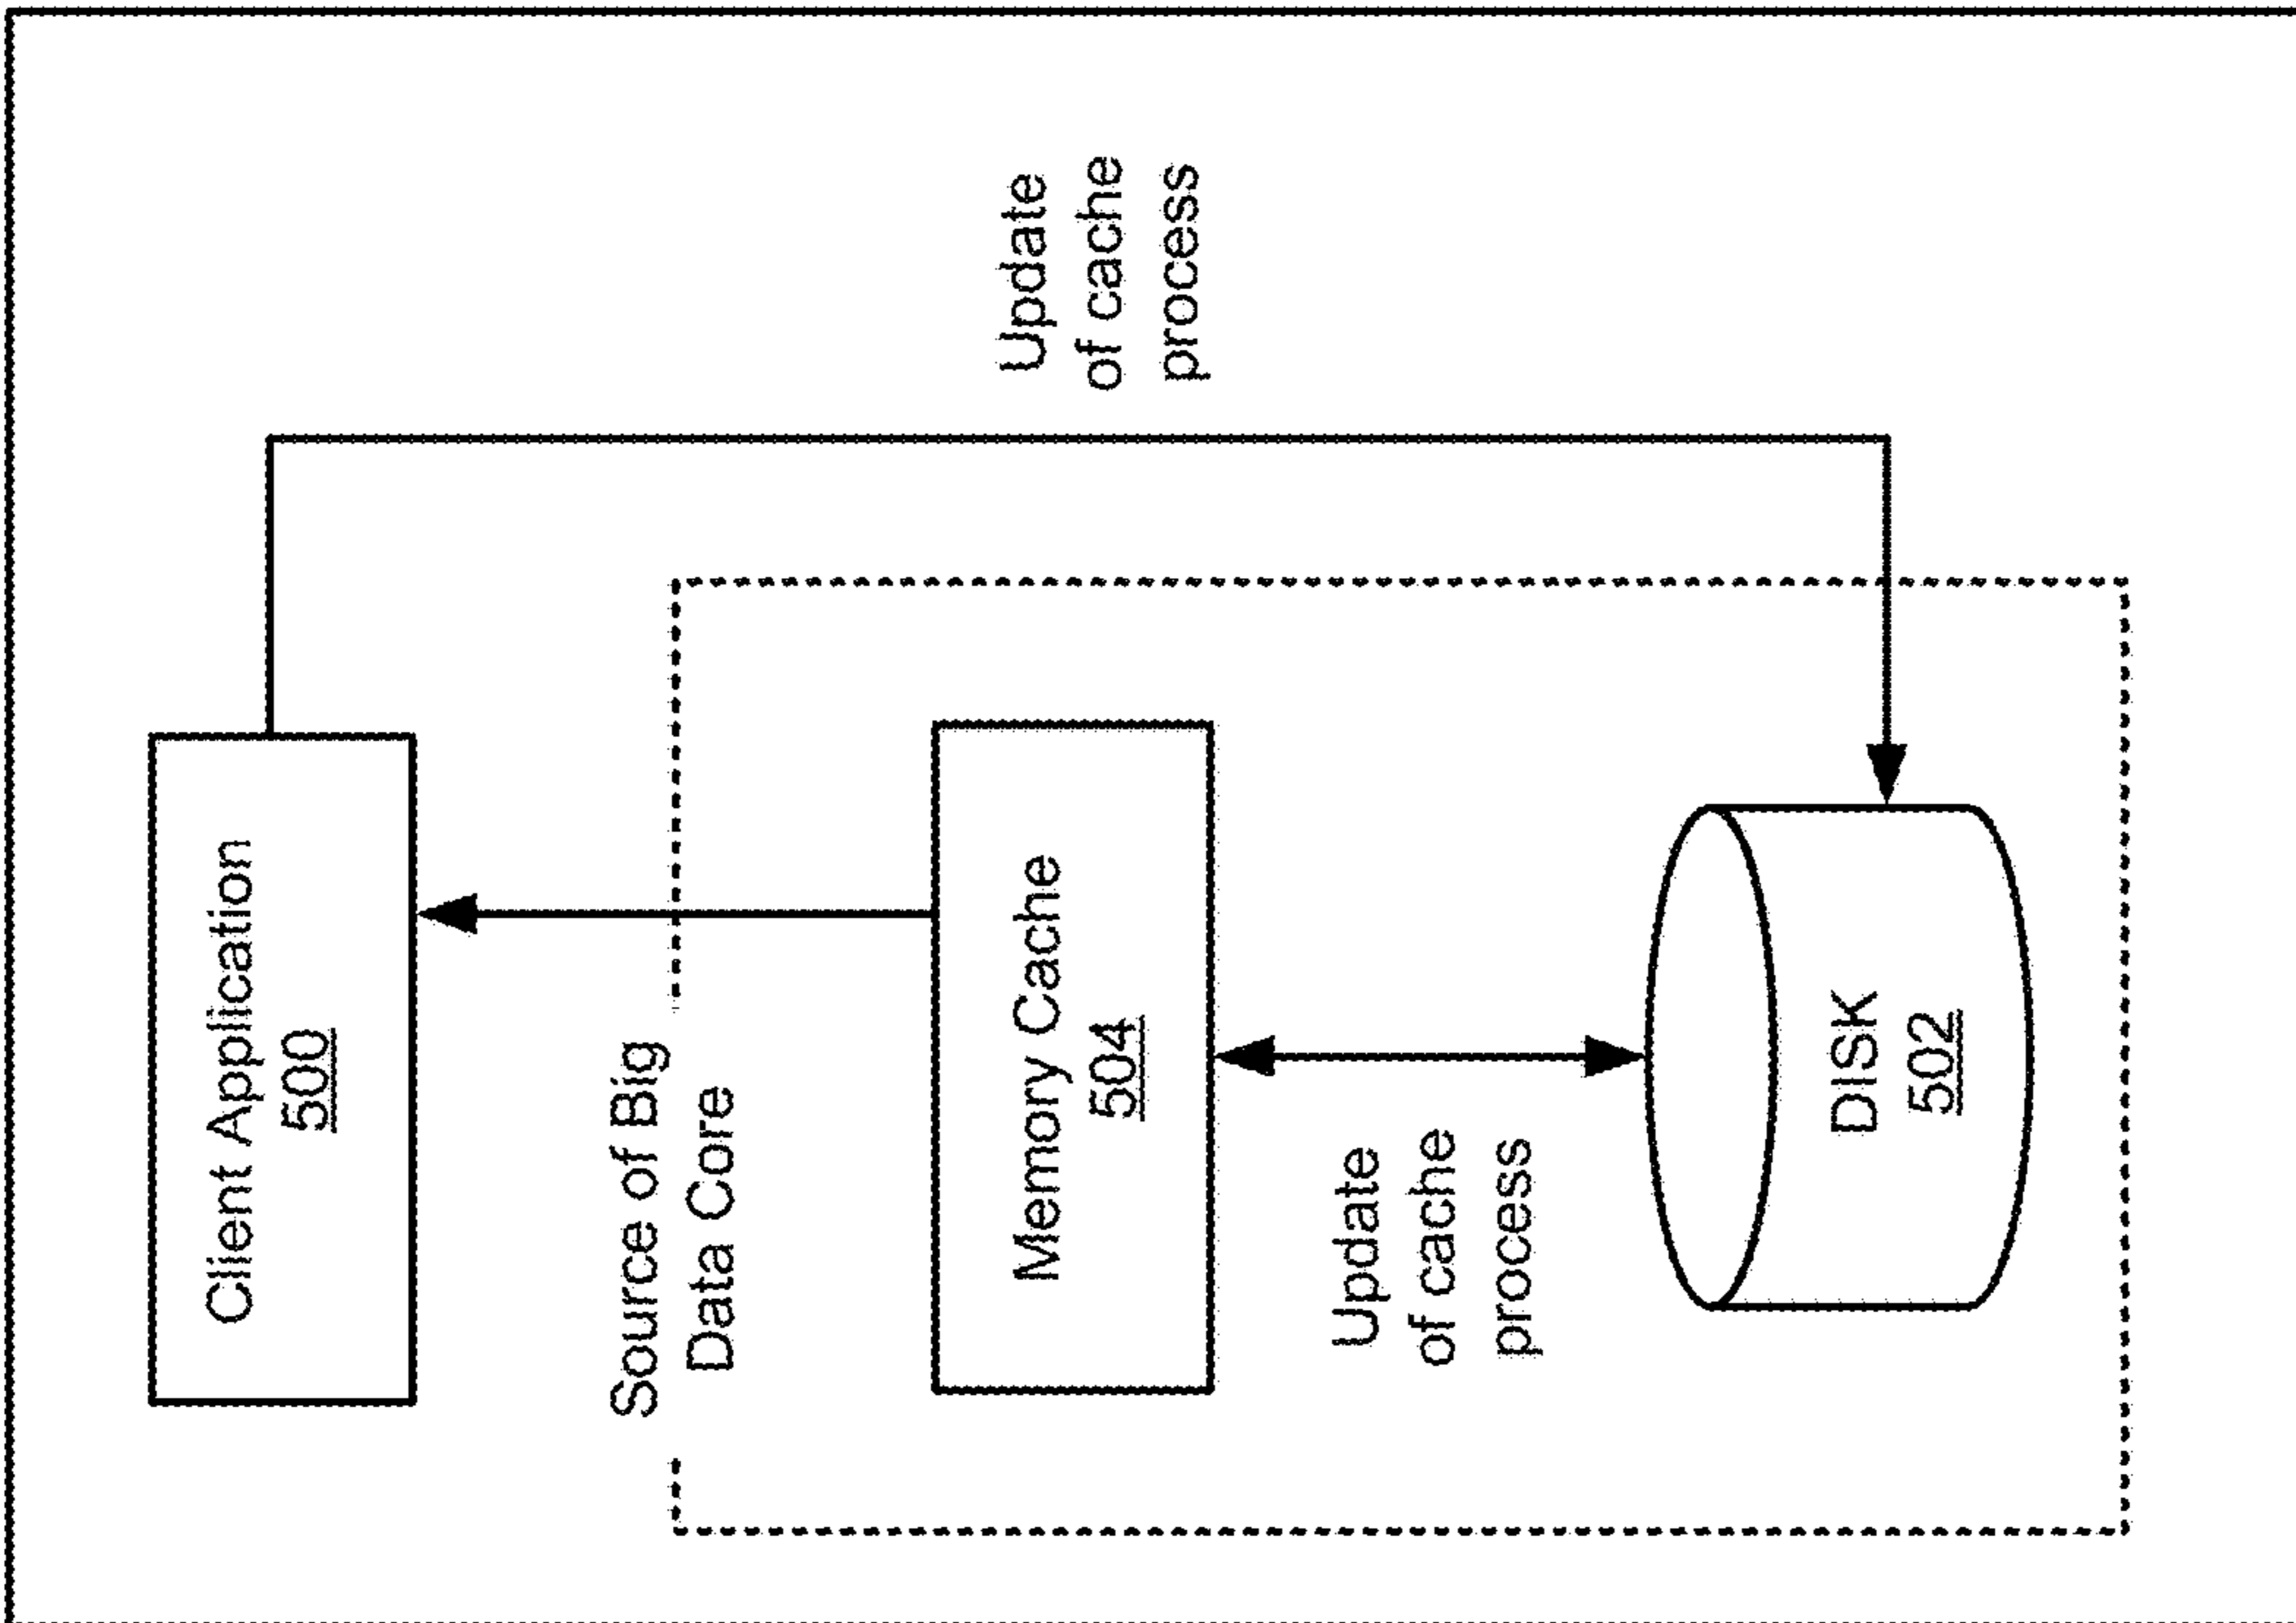 Client Application
500
Source of Big
Data Core
Memory Cache
504
Update
of cache
process
DISK
502
Update
of cache
process